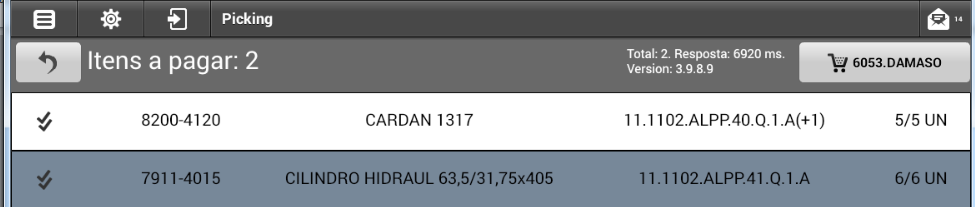 Picking
14
Itens a pagar: 2
Total: 2. Resposta: 6920 ms.
Version: 3.9.8.9
6053.DAMASO
8200-4120 CARDAN 1317 11.1102.ALPP.40.Q.1.A(+1) 5/5 UN
7911-4015 CILINDRO HIDRAUL 63,5/31,75x405 11.1102.ALPP.41.Q.1.A 6/6 UN